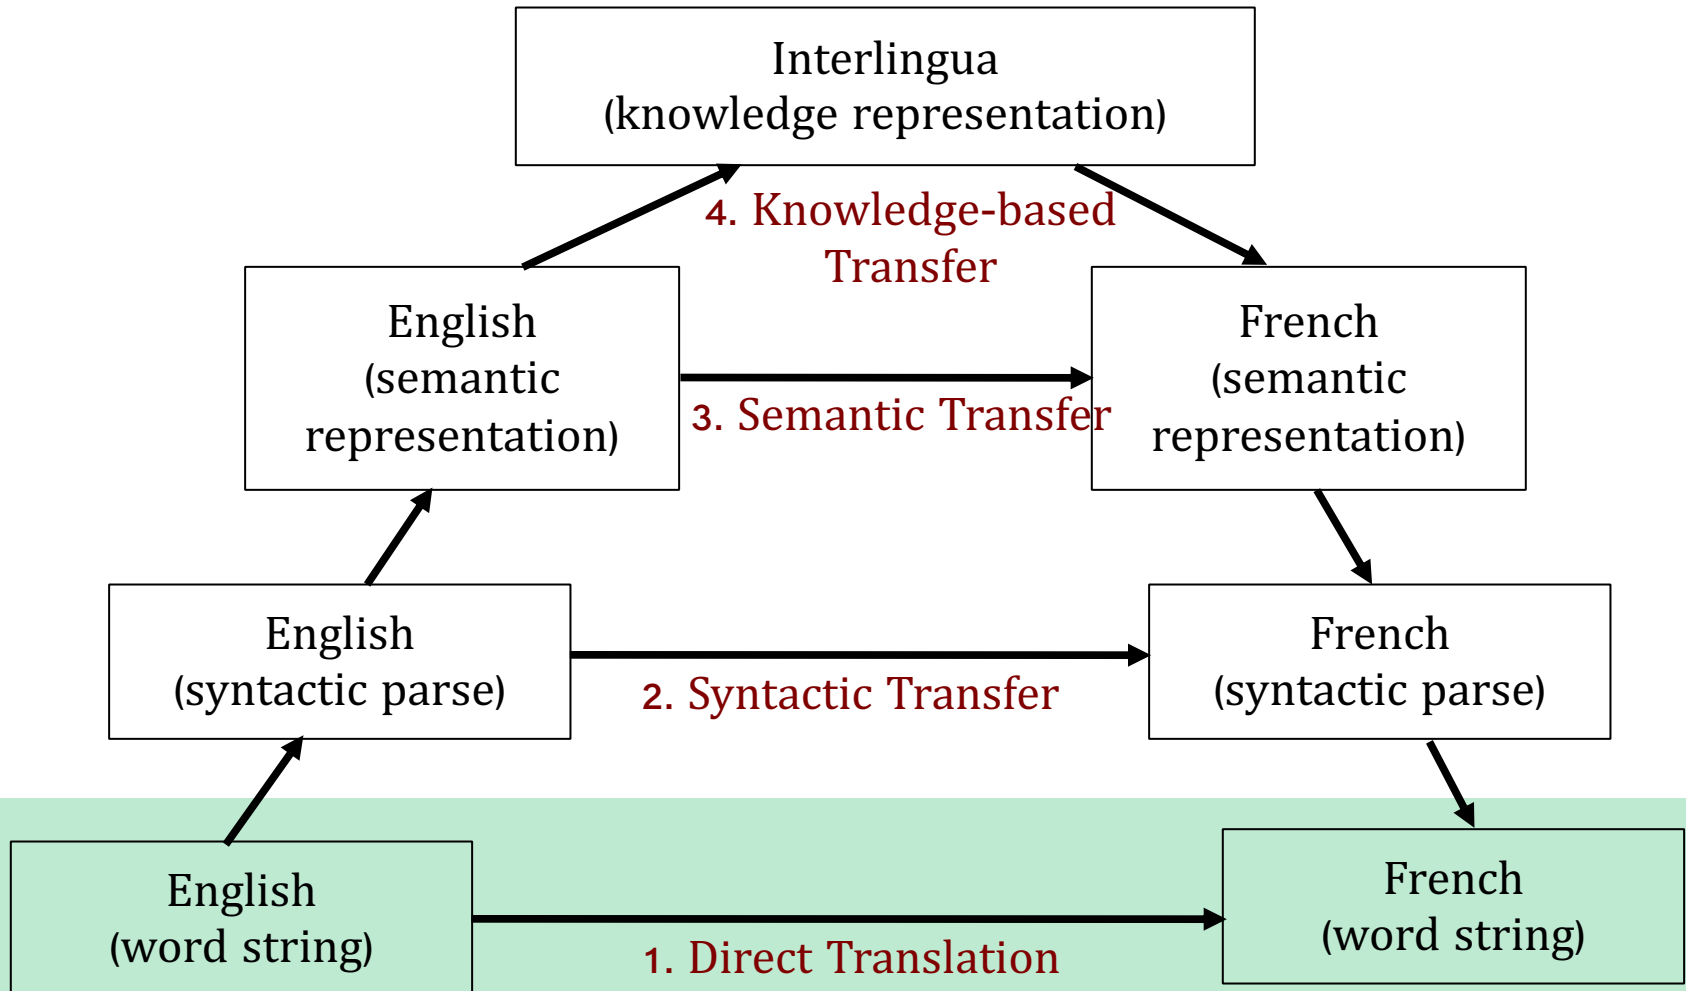 Interlingua
(knowledge representation)
4. Knowledge-based
Transfer
English
(semantic
representation)
3. Semantic Transfer
French
(semantic
representation)
English
(syntactic parse)
2. Syntactic Transfer
French
(syntactic parse)
English
(word string)
1. Direct Translation
French
(word string)